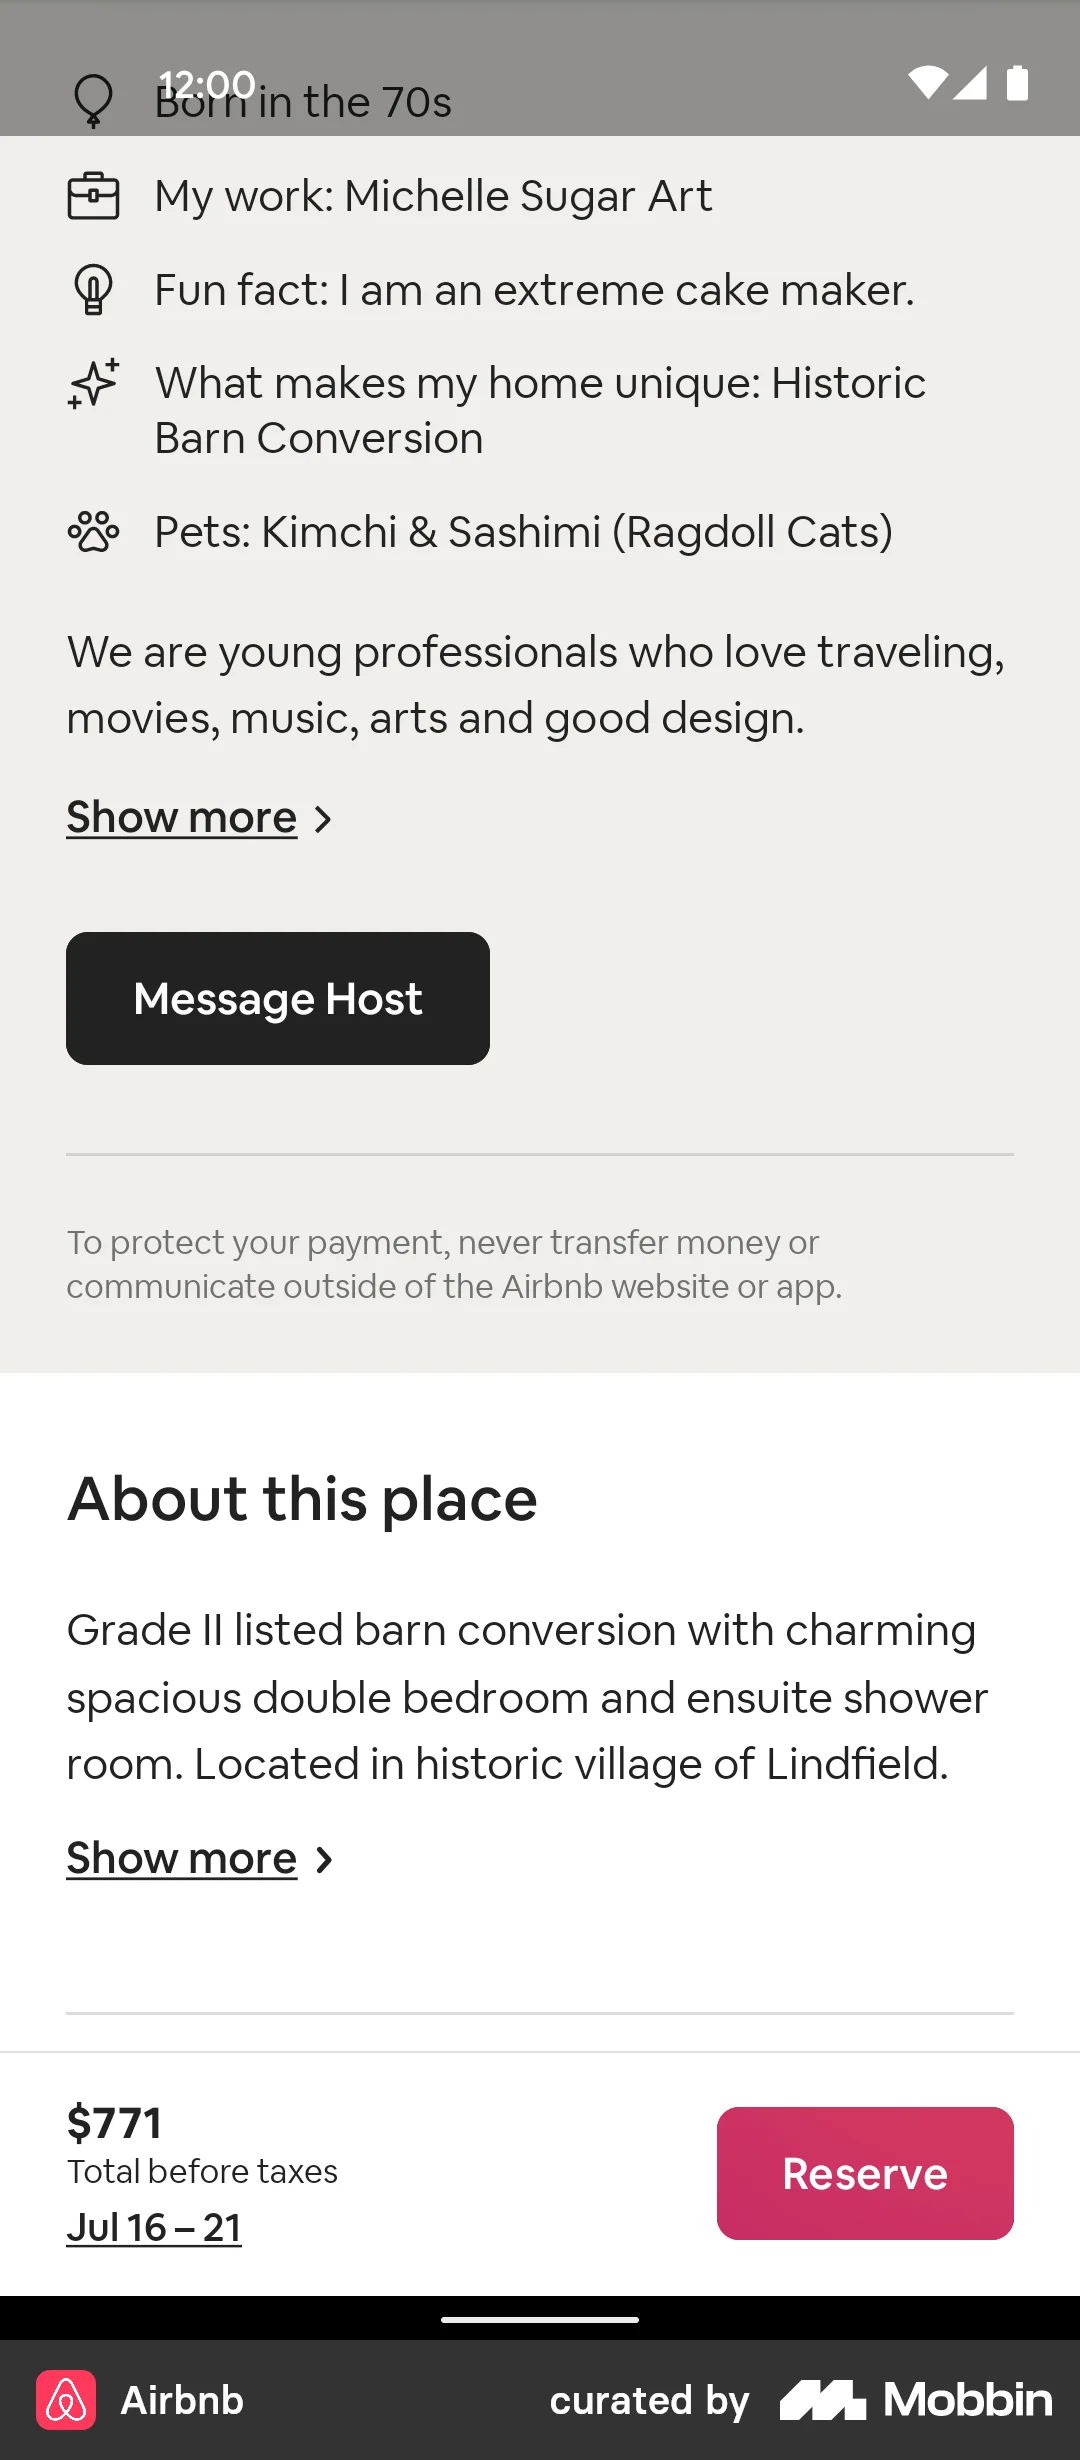 12:00
Born in the 70s
My work: Michelle Sugar Art
Fun fact: I am an extreme cake maker.
What makes my home unique: Historic
Barn Conversion
Pets: Kimchi & Sashimi (Ragdoll Cats)
We are young professionals who love traveling,
movies, music, arts and good design.
Show more
Message Host
To protect your payment, never transfer money or
communicate outside of the Airbnb website or app.
About this place
Grade II listed barn conversion with charming
spacious double bedroom and ensuite shower
room. Located in historic village of Lindfield.
Show more
$771
Total before taxes
Jul 16 – 21
Reserve
Airbnb
curated by Mobbin